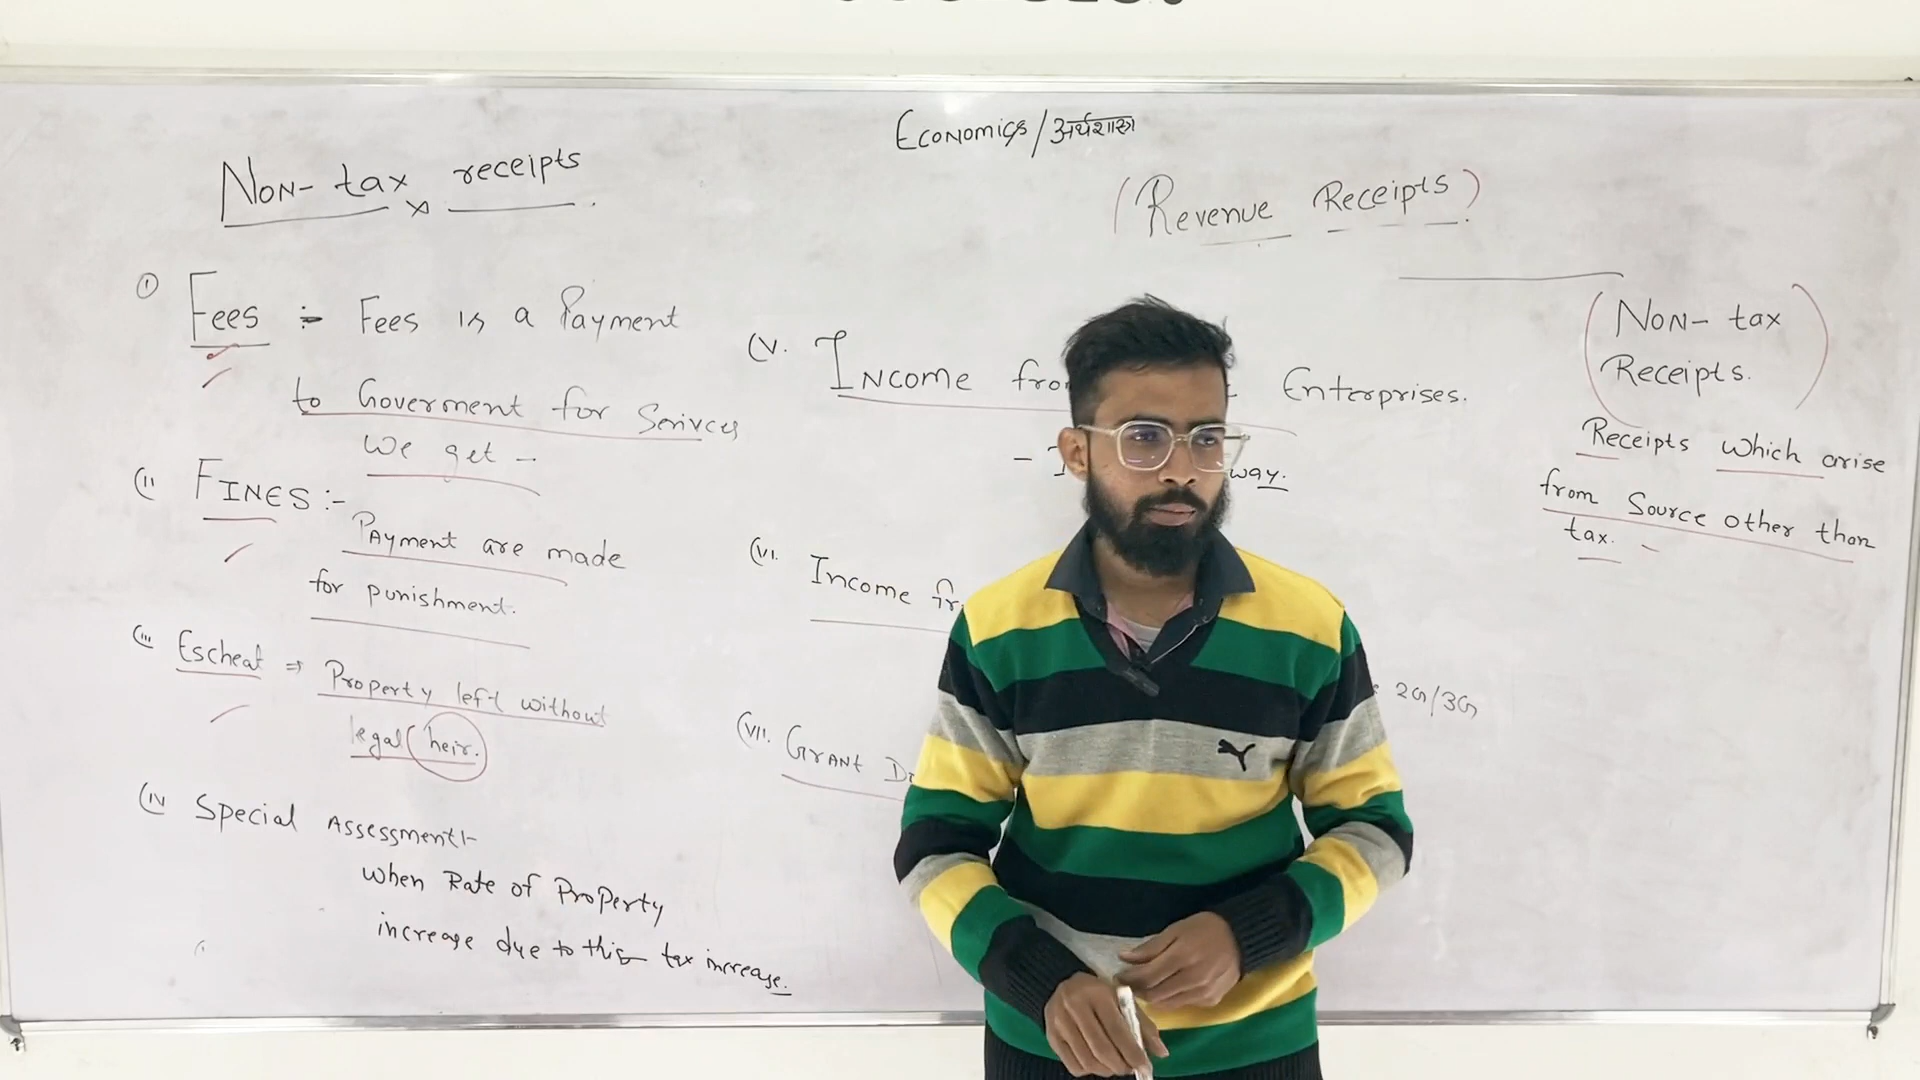 Economics/अर्थशास्त्र
Non-tax receipts
(Revenue Receipts)
① Fees :- Fees is a Payment
to Goverment for Serivces
we get -
(ii FINES :-
Payment are made
for punishment.
(iii Escheat ⇒ Property left without
legal (heir.)
(iv Special Assessment:-
when Rate of Property
increase due to this tax increase.
(v. Income Enterprises.
way.
(vi. Income
2G/3G
(vii. Grant
(Non-tax
Receipts.)
Receipts which arise
from Source other than
tax. -